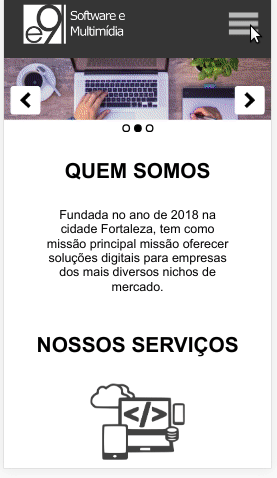 e9
Software e
Multimídia
QUEM SOMOS
Fundada no ano de 2018 na
cidade Fortaleza, tem como
missão principal missão oferecer
soluções digitais para empresas
dos mais diversos nichos de
mercado.
NOSSOS SERVIÇOS
</>